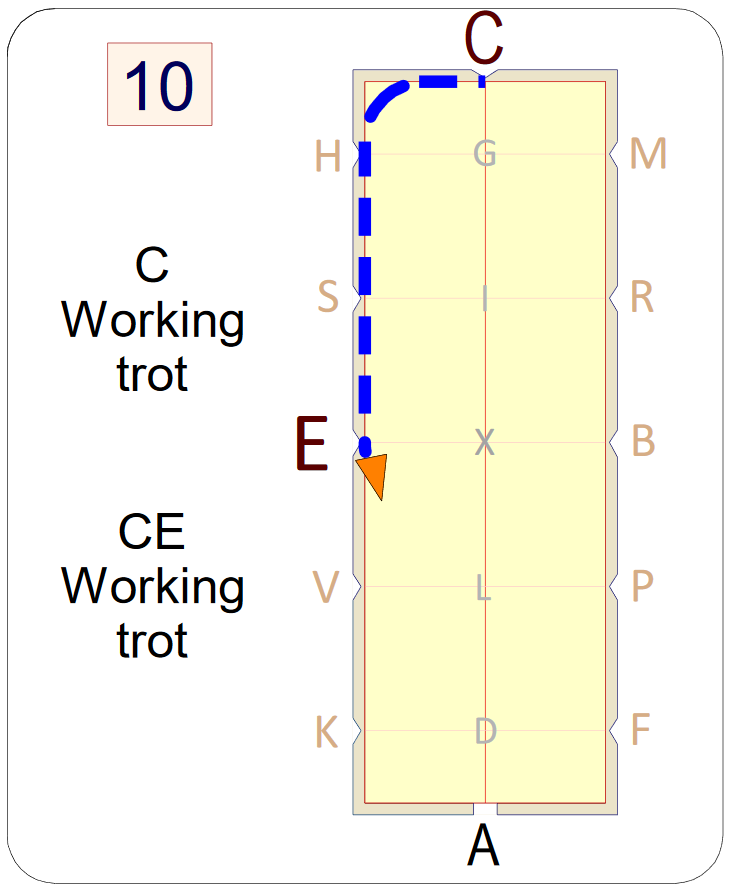 10
C
Working
trot
CE
Working
trot
C
H G M
S I R
E X B
V L P
K D F
A